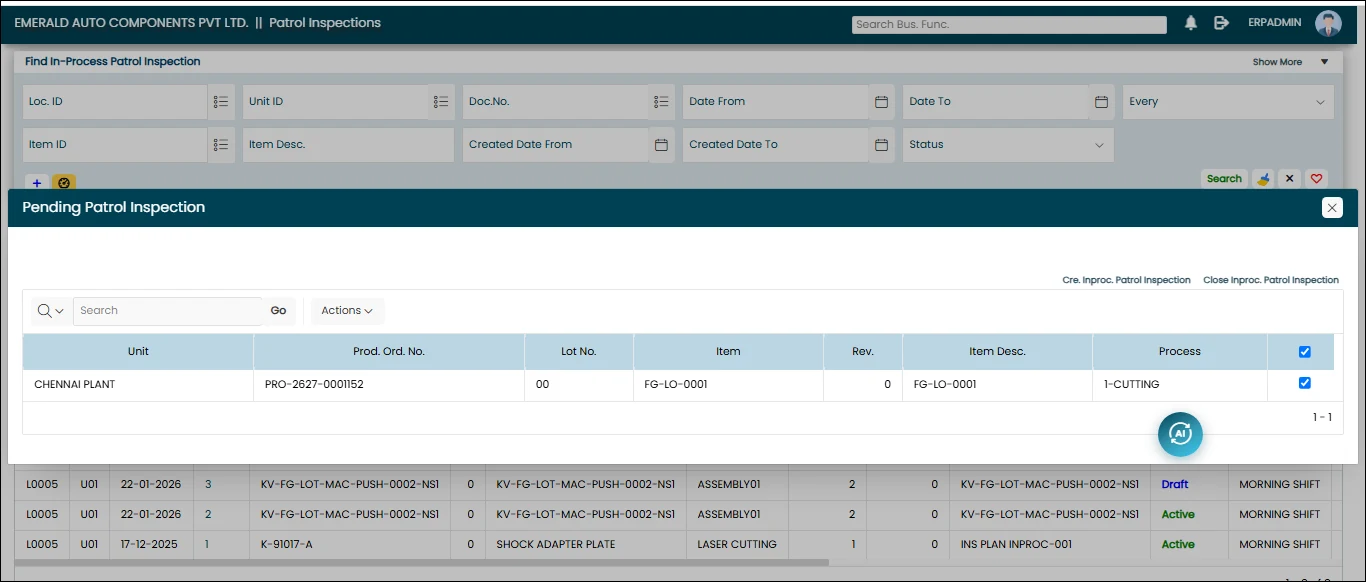 EMERALD AUTO COMPONENTS PVT LTD. || Patrol Inspections Search Bus. Func. ERPADMIN
Find In-Process Patrol Inspection Show More
Loc. ID Unit ID Doc.No. Date From Date To Every
Item ID Item Desc. Created Date From Created Date To Status
+ Search
Pending Patrol Inspection
Cre. Inproc. Patrol Inspection Close Inproc. Patrol Inspection
Search Go Actions
Unit Prod. Ord. No. Lot No. Item Rev. Item Desc. Process
CHENNAI PLANT PRO-2627-0001152 00 FG-LO-0001 0 FG-LO-0001 1-CUTTING
1 - 1
AI
L0005 U01 22-01-2026 3 KV-FG-LOT-MAC-PUSH-0002-NS1 0 KV-FG-LOT-MAC-PUSH-0002-NS1 ASSEMBLY01 2 0 KV-FG-LOT-MAC-PUSH-0002-NS1 Draft MORNING SHIFT
L0005 U01 22-01-2026 2 KV-FG-LOT-MAC-PUSH-0002-NS1 0 KV-FG-LOT-MAC-PUSH-0002-NS1 ASSEMBLY01 2 0 KV-FG-LOT-MAC-PUSH-0002-NS1 Active MORNING SHIFT
L0005 U01 17-12-2025 1 K-91017-A 0 SHOCK ADAPTER PLATE LASER CUTTING 1 0 INS PLAN INPROC-001 Active MORNING SHIFT